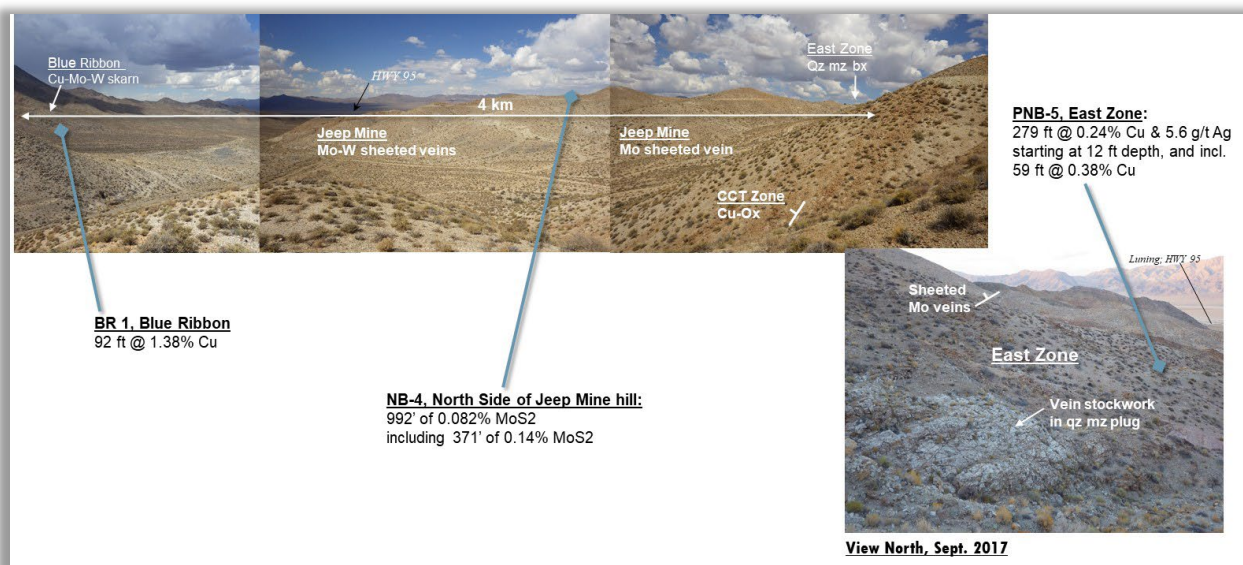 Blue Ribbon
Cu-Mo-W skarn
HWY 95
4 km
East Zone
Qz mz bx
Jeep Mine
Mo-W sheeted veins
Jeep Mine
Mo sheeted vein
CCT Zone
Cu-Ox
PNB-5, East Zone:
279 ft @ 0.24% Cu & 5.6 g/t Ag
starting at 12 ft depth, and incl.
59 ft @ 0.38% Cu
BR 1, Blue Ribbon
92 ft @ 1.38% Cu
NB-4, North Side of Jeep Mine hill:
992' of 0.082% MoS2
including 371' of 0.14% MoS2
Luning; HWY 95
Sheeted
Mo veins
East Zone
Vein stockwork
in qz mz plug
View North, Sept. 2017